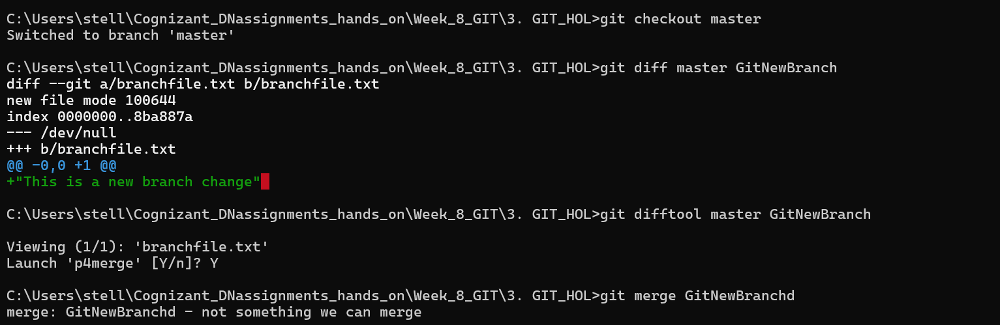 C:\Users\stell\Cognizant_DNassignments_hands_on\Week_8_GIT\3. GIT_HOL>git checkout master
Switched to branch 'master'
C:\Users\stell\Cognizant_DNassignments_hands_on\Week_8_GIT\3. GIT_HOL>git diff master GitNewBranch
diff --git a/branchfile.txt b/branchfile.txt
new file mode 100644
index 0000000..8ba887a
--- /dev/null
+++ b/branchfile.txt
@@ -0,0 +1 @@
+"This is a new branch change"
C:\Users\stell\Cognizant_DNassignments_hands_on\Week_8_GIT\3. GIT_HOL>git difftool master GitNewBranch
Viewing (1/1): 'branchfile.txt'
Launch 'p4merge' [Y/n]? Y
C:\Users\stell\Cognizant_DNassignments_hands_on\Week_8_GIT\3. GIT_HOL>git merge GitNewBranchd
merge: GitNewBranchd - not something we can merge